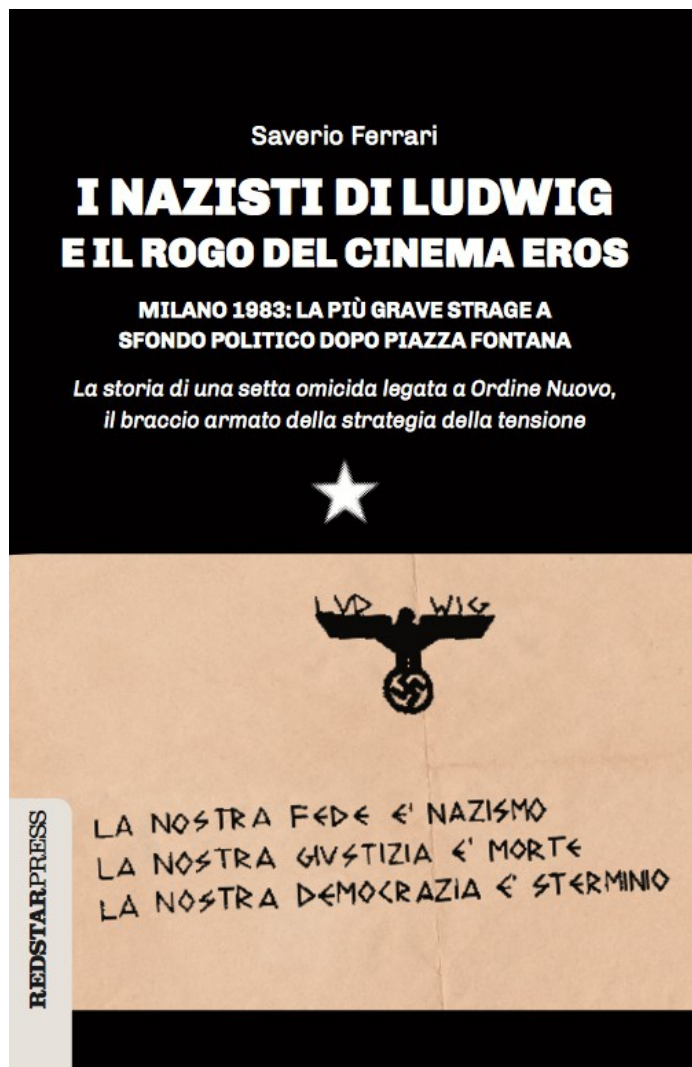 Saverio Ferrari
I NAZISTI DI LUDWIG
E IL ROGO DEL CINEMA EROS
MILANO 1983: LA PIÙ GRAVE STRAGE A
SFONDO POLITICO DOPO PIAZZA FONTANA
La storia di una setta omicida legata a Ordine Nuovo,
il braccio armato della strategia della tensione
LVD WIG
LA NOSTRA FEDE E' NAZISMO
LA NOSTRA GIVSTIZIA E' MORTE
LA NOSTRA DEMOCRAZIA E' STERMINIO
REDSTARPRESS